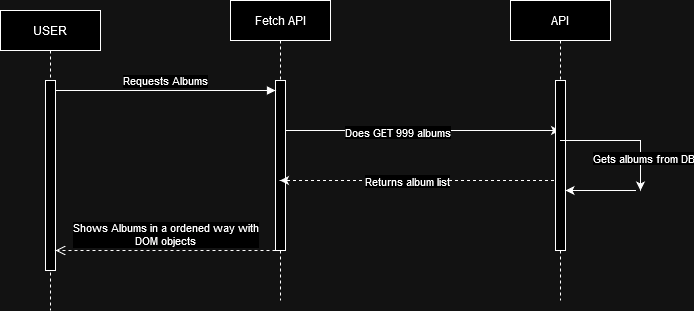 USER
Fetch API
API
Requests Albums
Does GET 999 albums
Gets albums from DB
Returns album list
Shows Albums in a ordened way with
DOM objects